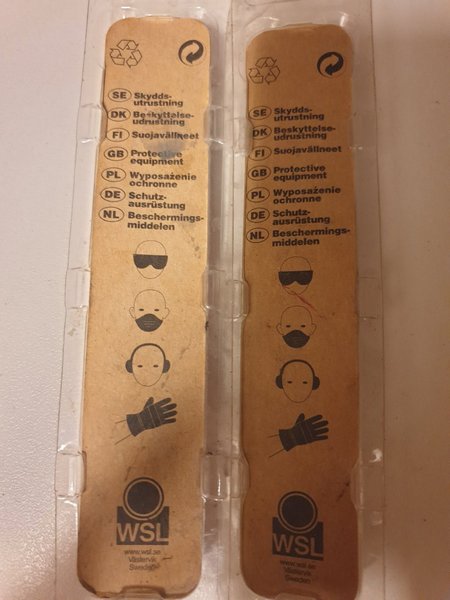 SE Skydds-
utrustning
DK Beskyttelse-
udrustning
FI Suojavälineet
GB Protective
equipment
PL Wyposażenie
ochronne
DE Schutz-
ausrüstung
NL Beschermings-
middelen
WSL
www.wsl.se
Västervik
Sweden
SE Skydds-
utrustning
DK Beskyttelse-
udrustning
FI Suojavälineet
GB Protective
equipment
PL Wyposażenie
ochronne
DE Schutz-
ausrüstung
NL Beschermings-
middelen
WSL
www.wsl.se
Västervik
Sweden